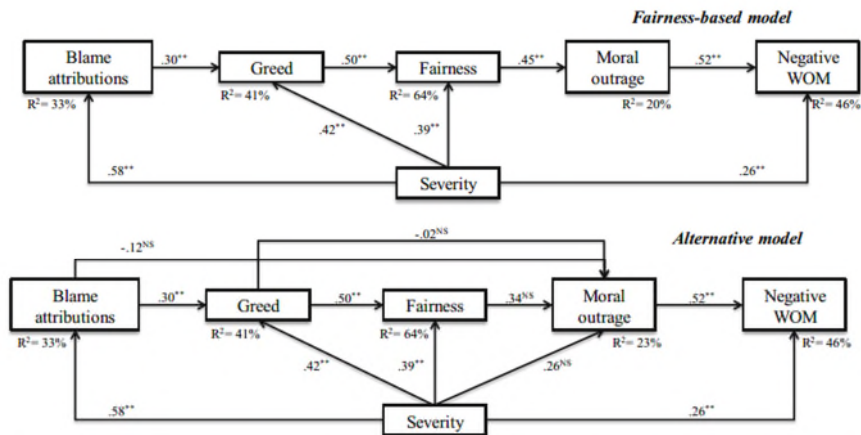 Fairness-based model
Blame
attributions
.30**
Greed
.50**
Fairness
.45**
Moral
outrage
.52**
Negative
WOM
R²= 33%
R²= 41%
R²= 64%
R²= 20%
R²= 46%
.42**
.39**
.58**
.26**
Severity
-.02NS
Alternative model
-.12NS
Blame
attributions
.30**
Greed
.50**
Fairness
.34NS
Moral
outrage
.52**
Negative
WOM
R²= 33%
R²= 41%
R²= 64%
R²= 23%
R²= 46%
.42**
.39**
.26NS
.58**
.26**
Severity